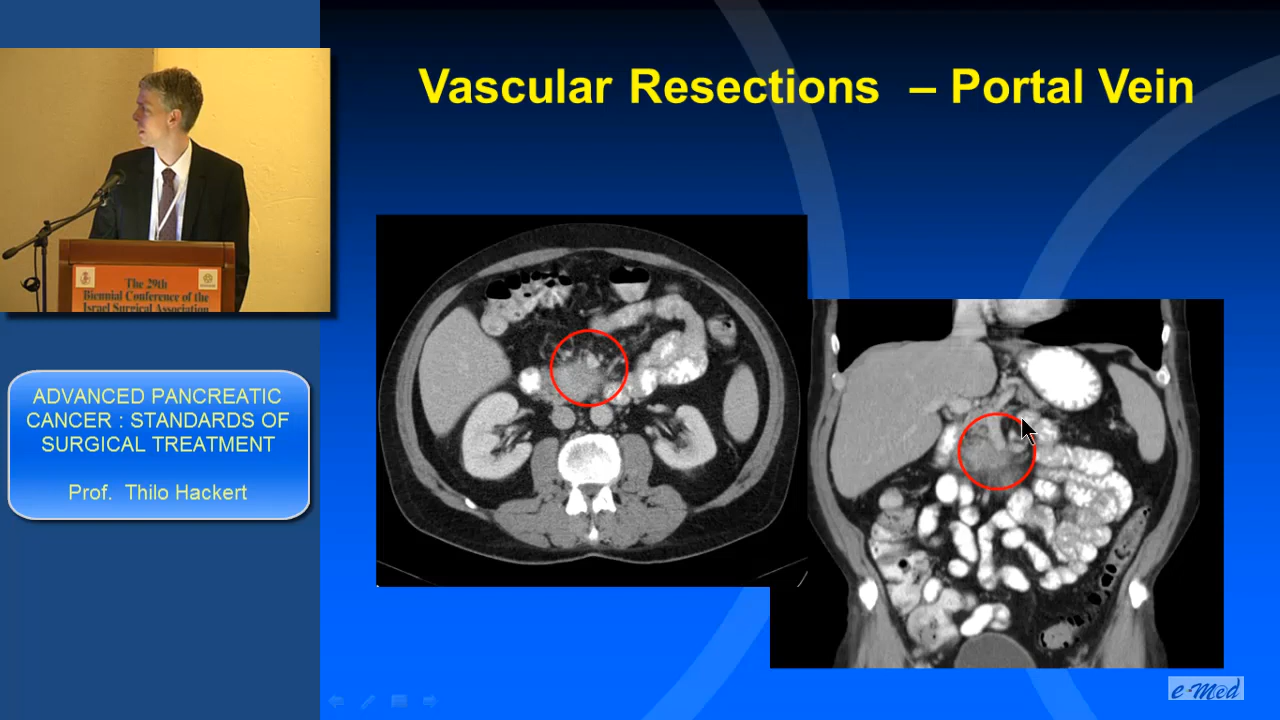 Vascular Resections – Portal Vein
The 29th
Biennial Conference of the
Israel Surgical Association
ADVANCED PANCREATIC
CANCER : STANDARDS OF
SURGICAL TREATMENT
Prof. Thilo Hackert
e-Med